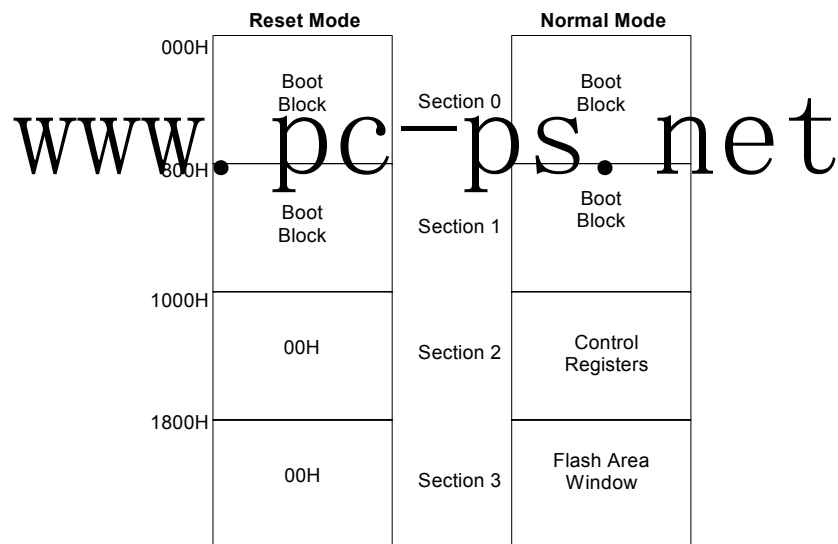 Reset Mode
Normal Mode
000H
Boot
Block
Section 0
Boot
Block
www.pc-ps.net
800H
Boot
Block
Section 1
Boot
Block
1000H
00H
Section 2
Control
Registers
1800H
00H
Section 3
Flash Area
Window